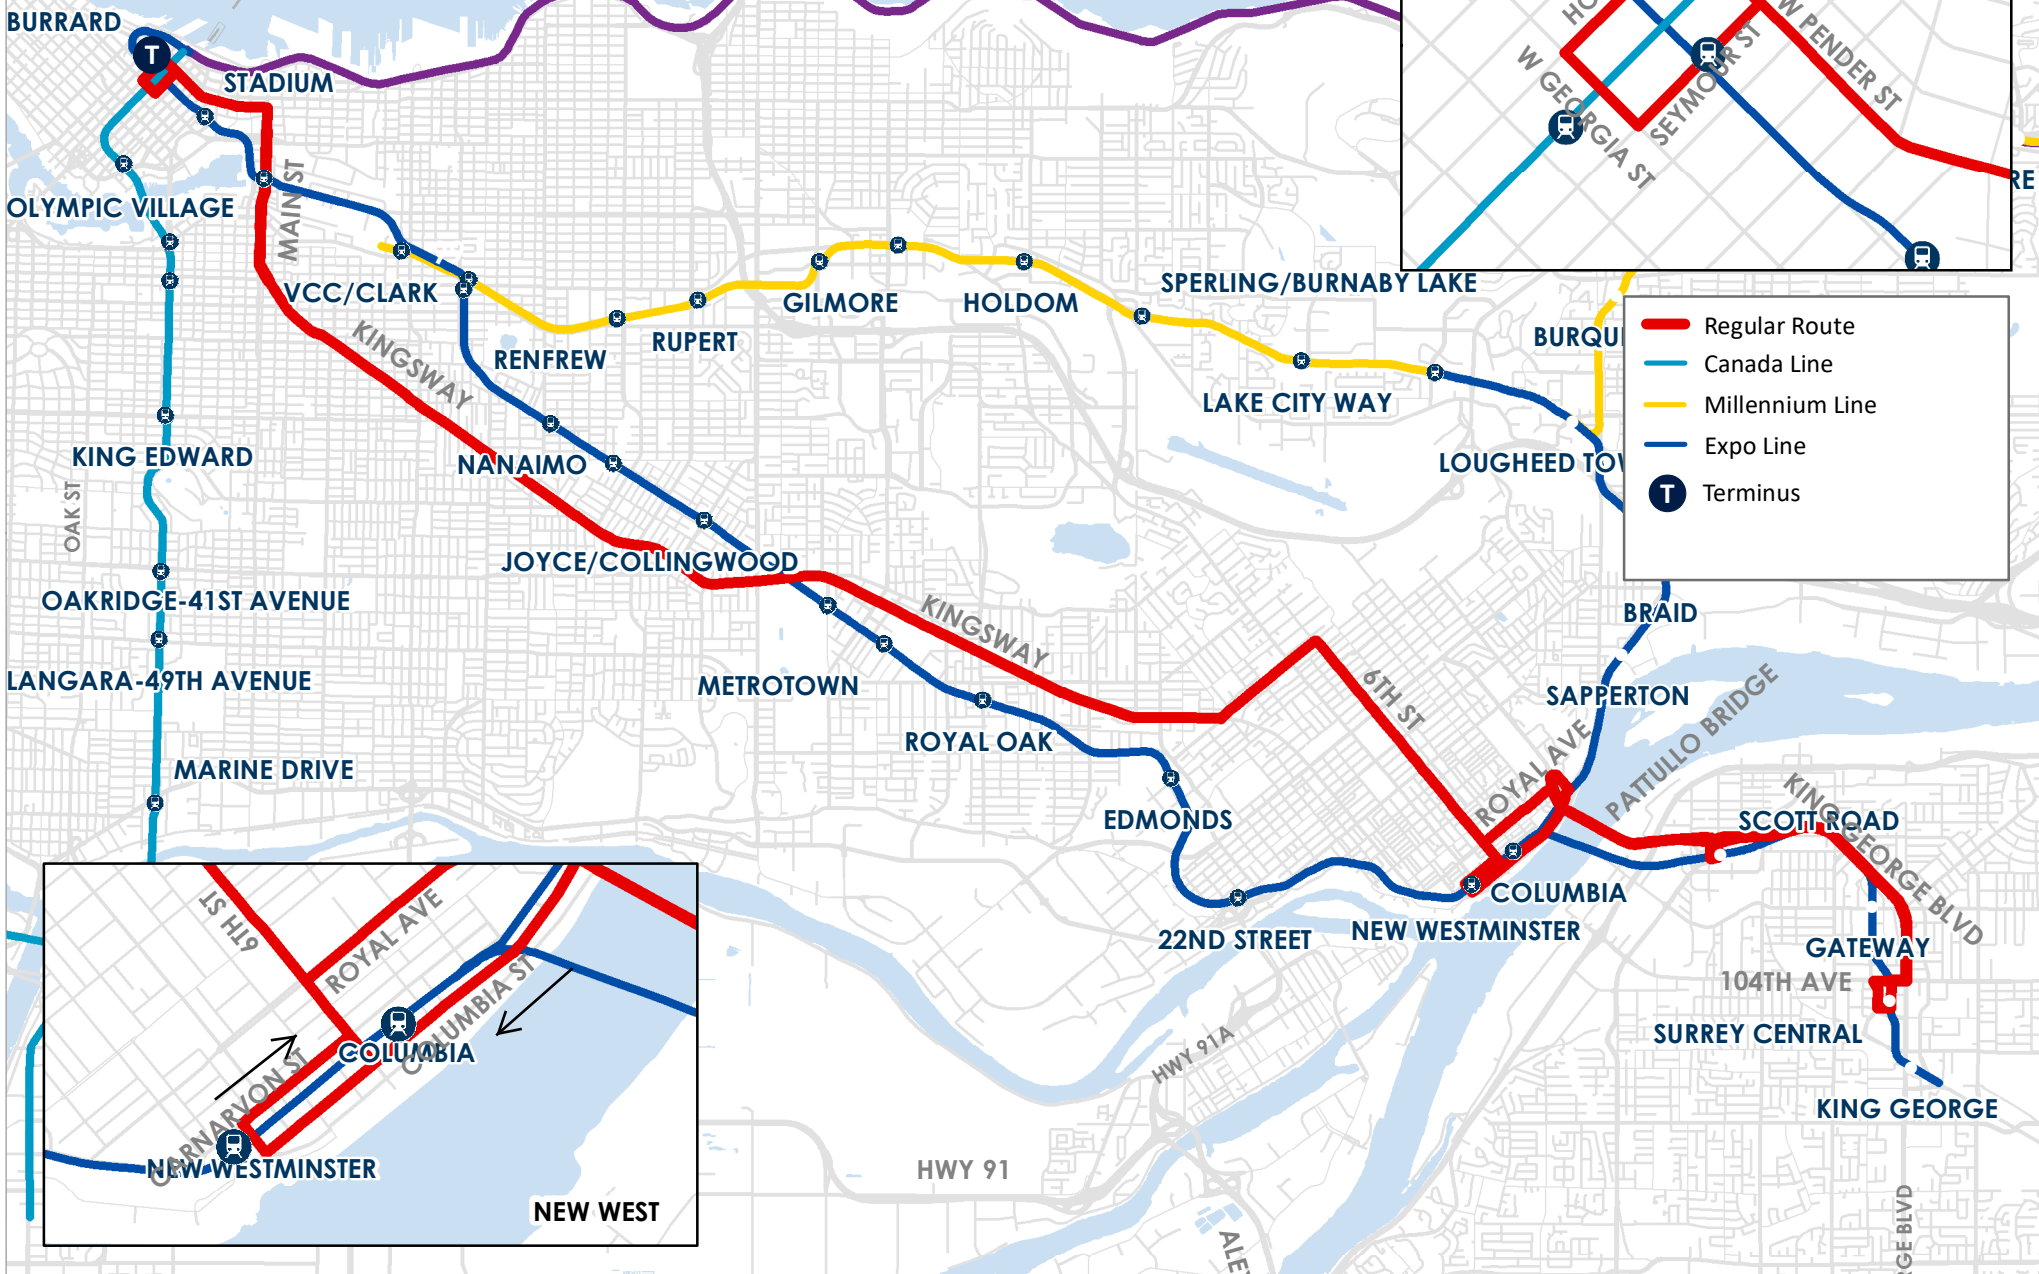 BURRARD
T
STADIUM
MAIN ST
OLYMPIC VILLAGE
VCC/CLARK
KINGSWAY
RENFREW
RUPERT
GILMORE
HOLDOM
SPERLING/BURNABY LAKE
LAKE CITY WAY
W GEORGIA ST
SEYMOUR ST
W PENDER ST
Regular Route
Canada Line
Millennium Line
Expo Line
T Terminus
KING EDWARD
OAK ST
NANAIMO
JOYCE/COLLINGWOOD
OAKRIDGE-41ST AVENUE
LANGARA-49TH AVENUE
MARINE DRIVE
KINGSWAY
METROTOWN
ROYAL OAK
EDMONDS
22ND STREET
6TH ST
LOUGHEED
BRAID
SAPPERTON
ROYAL AVE
PATTULLO BRIDGE
COLUMBIA
NEW WESTMINSTER
SCOTT ROAD
KING GEORGE BLVD
GATEWAY
104TH AVE
SURREY CENTRAL
KING GEORGE
HWY 91A
HWY 91
6TH ST
ROYAL AVE
COLUMBIA ST
COLUMBIA
CARNARVON ST
NEW WESTMINSTER
NEW WEST
BLVD